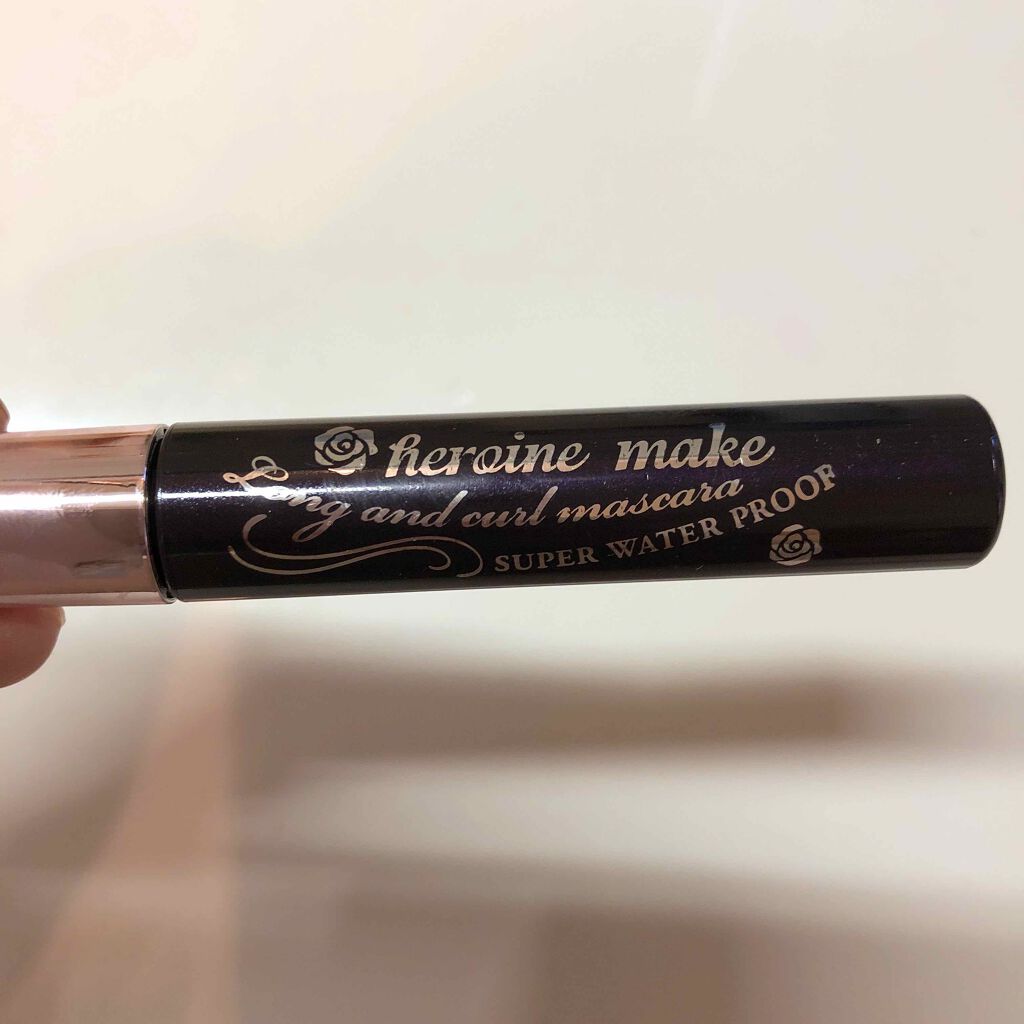 heroine make
Long and curl mascara
SUPER WATER PROOF